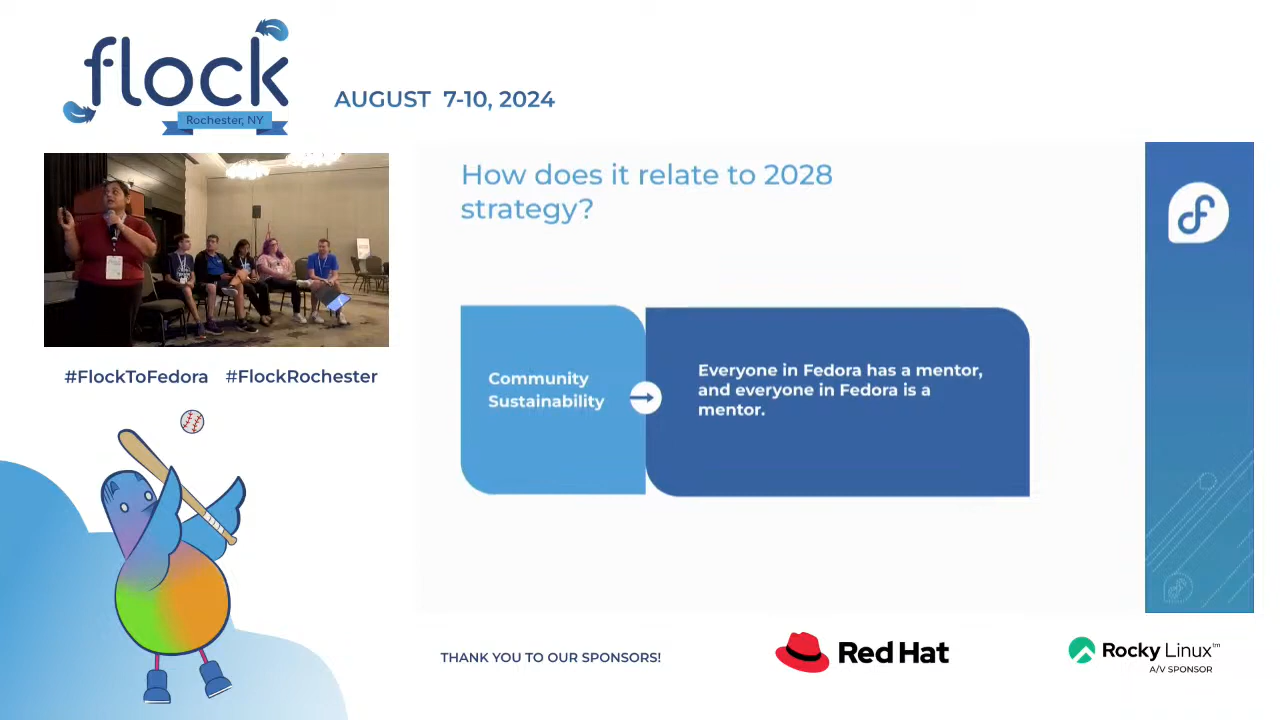 flock
Rochester, NY
AUGUST 7-10, 2024
How does it relate to 2028
strategy?
Community
Sustainability
Everyone in Fedora has a mentor,
and everyone in Fedora is a
mentor.
#FlockToFedora #FlockRochester
THANK YOU TO OUR SPONSORS!
Red Hat
Rocky Linux™
A/V SPONSOR